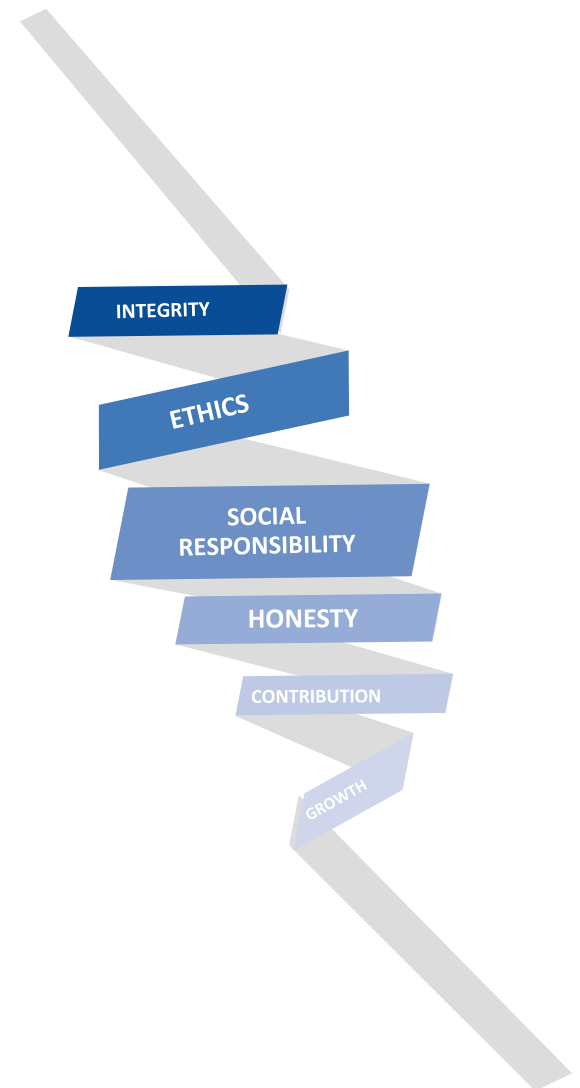 INTEGRITY
ETHICS
SOCIAL
RESPONSIBILITY
HONESTY
CONTRIBUTION
GROWTH